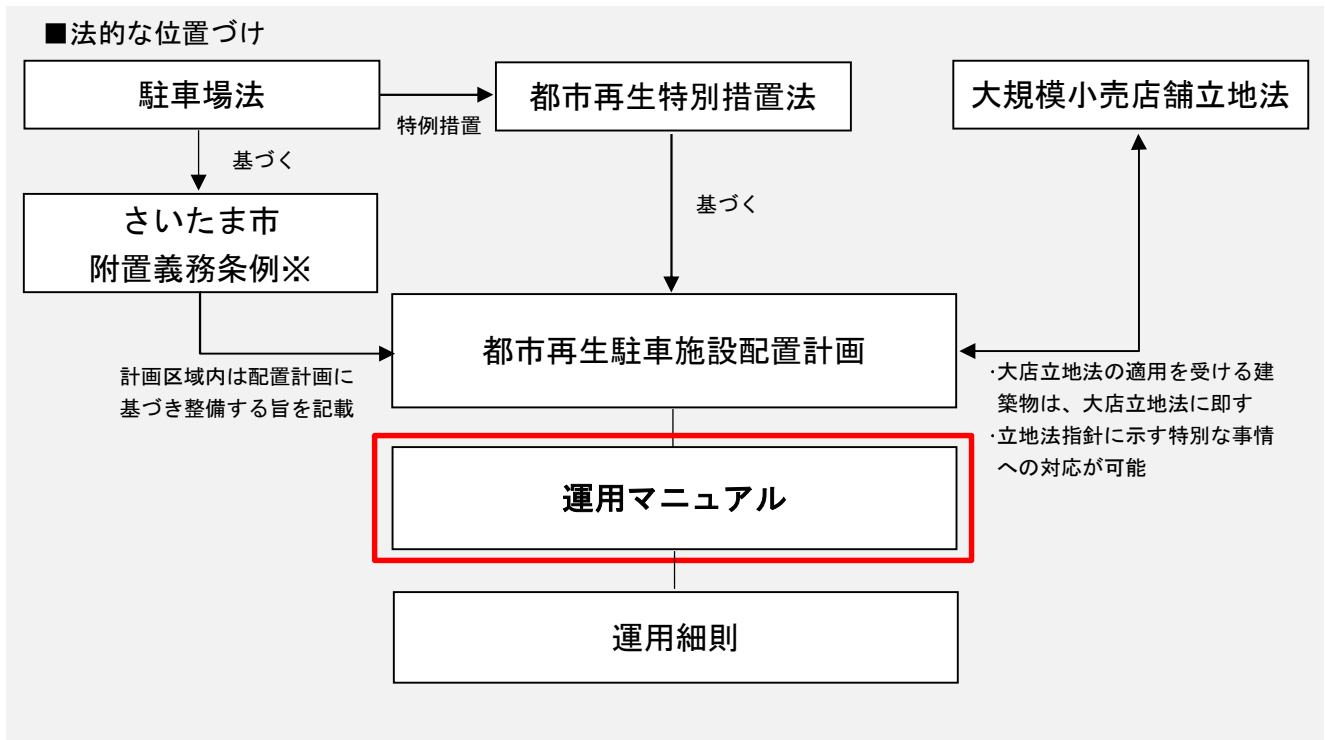 ■法的な位置づけ
駐車場法
都市再生特別措置法
大規模小売店舗立地法
特例措置
基づく
さいたま市
附置義務条例※
基づく
都市再生駐車施設配置計画
計画区域内は配置計画に
基づき整備する旨を記載
·大店立地法の適用を受ける建
築物は、大店立地法に即す
·立地法指針に示す特別な事情
への対応が可能
運用マニュアル
運用細則